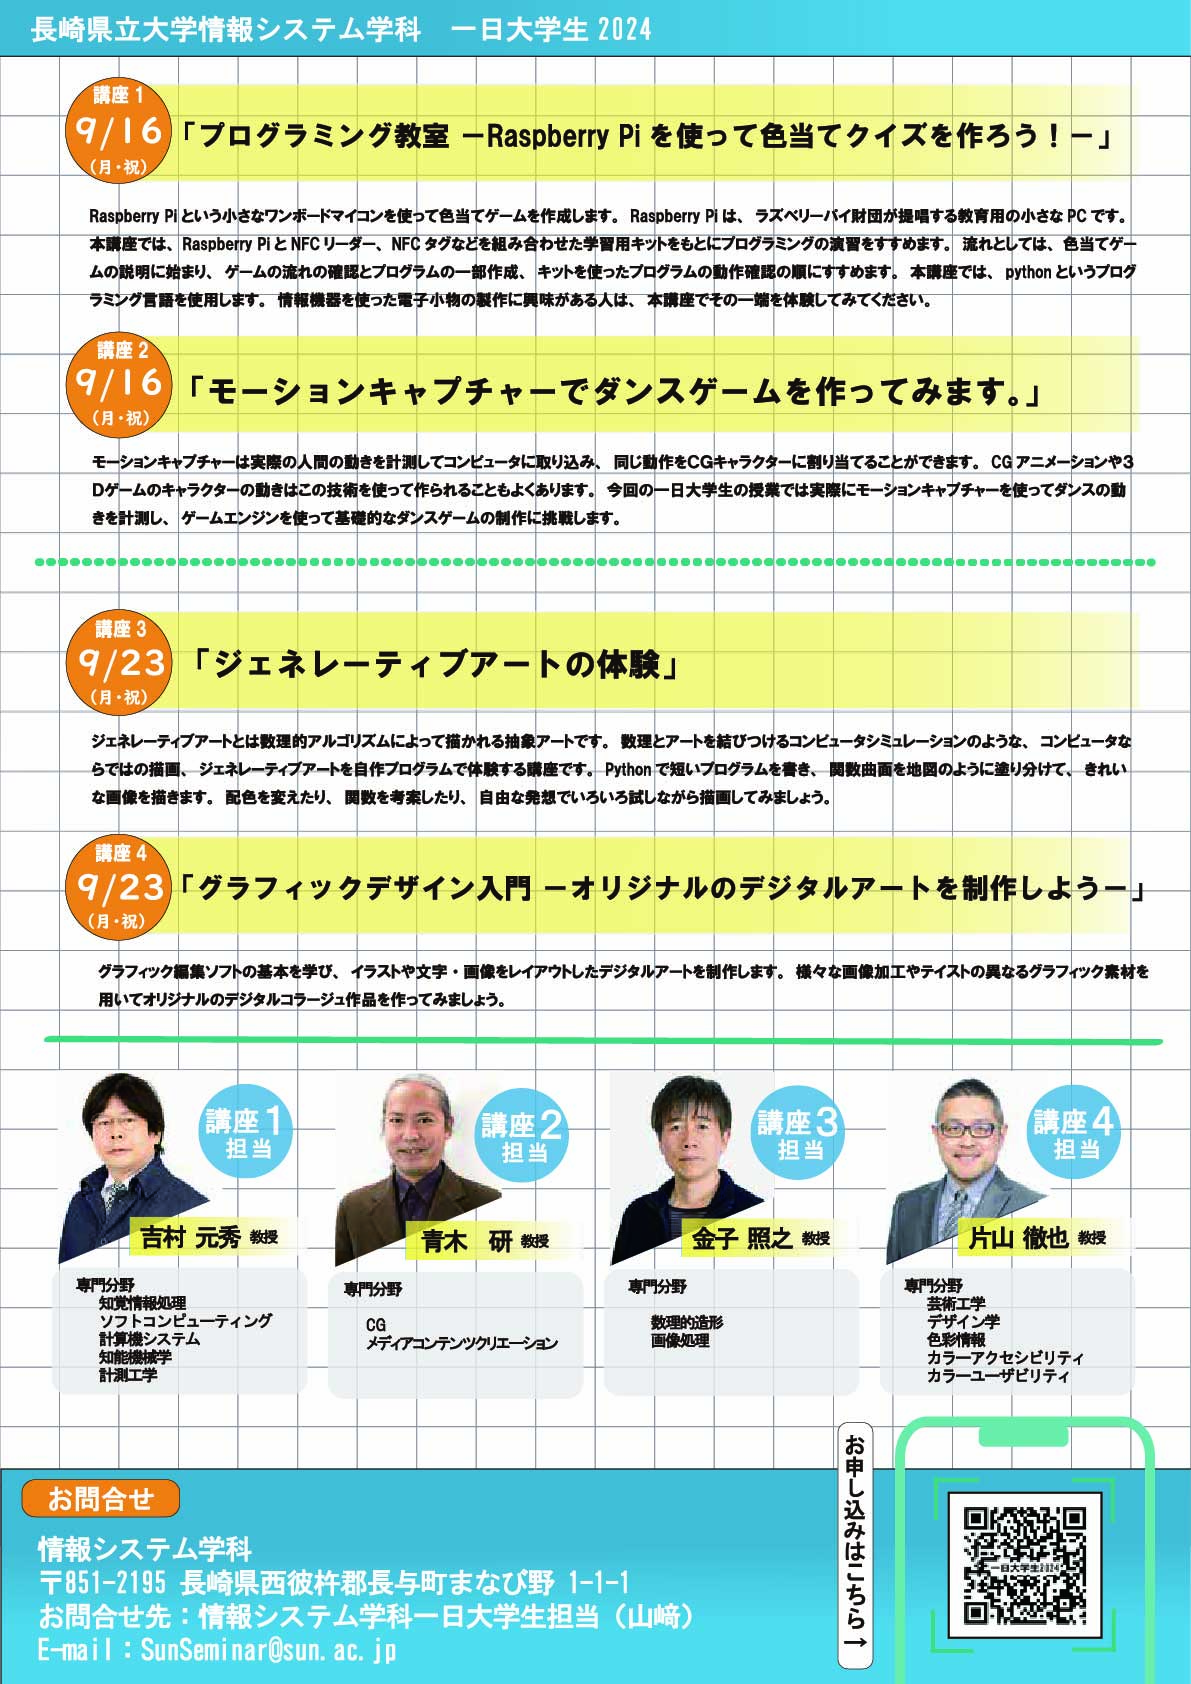 長崎県立大学情報システム学科　一日大学生 2024
講座 1
9/16
（月・祝）
「プログラミング教室 －Raspberry Pi を使って色当てクイズを作ろう！－」
Raspberry Pi という小さなワンボードマイコンを使って色当てゲームを作成します。 Raspberry Pi は、 ラズベリーパイ財団が提唱する教育用の小さな PC です。
本講座では、Raspberry Pi と NFC リーダー、NFC タグなどを組み合わせた学習用キットをもとにプログラミングの演習をすすめます。 流れとしては、色当てゲー
ムの説明に始まり、 ゲームの流れの確認とプログラムの一部作成、 キットを使ったプログラムの動作確認の順にすすめます。 本講座では、 python というプログ
ラミング言語を使用します。 情報機器を使った電子小物の製作に興味がある人は、 本講座でその一端を体験してみてください。
講座 2
9/16
（月・祝）
「モーションキャプチャーでダンスゲームを作ってみます。」
モーションキャプチャーは実際の人間の動きを計測してコンピュータに取り込み、 同じ動作をCGキャラクターに割り当てることができます。 CG アニメーションや３
Dゲームのキャラクターの動きはこの技術を使って作られることもよくあります。 今回の一日大学生の授業では実際にモーションキャプチャーを使ってダンスの動
きを計測し、 ゲームエンジンを使って基礎的なダンスゲームの制作に挑戦します。
講座 3
9/23
（月・祝）
「ジェネレーティブアートの体験」
ジェネレーティブアートとは数理的アルゴリズムによって描かれる抽象アートです。 数理とアートを結びつけるコンピュータシミュレーションのような、 コンピュータな
らではの描画、 ジェネレーティブアートを自作プログラムで体験する講座です。 Python で短いプログラムを書き、 関数曲面を地図のように塗り分けて、 きれい
な画像を描きます。 配色を変えたり、 関数を考案したり、 自由な発想でいろいろ試しながら描画してみましょう。
講座 4
9/23
（月・祝）
「グラフィックデザイン入門 －オリジナルのデジタルアートを制作しよう－」
グラフィック編集ソフトの基本を学び、 イラストや文字・画像をレイアウトしたデジタルアートを制作します。 様々な画像加工やテイストの異なるグラフィック素材を
用いてオリジナルのデジタルコラージュ作品を作ってみましょう。
講座1
担当
吉村 元秀 教授
専門分野
知覚情報処理
ソフトコンピューティング
計算機システム
知能機械学
計測工学
講座2
担当
青木　研 教授
専門分野
CG
メディアコンテンツクリエーション
講座3
担当
金子 照之 教授
専門分野
数理的造形
画像処理
講座4
担当
片山 徹也 教授
専門分野
芸術工学
デザイン学
色彩情報
カラーアクセシビリティ
カラーユーザビリティ
お申し込みはこちら→
一日大学生2024
お問合せ
情報システム学科
〒851-2195 長崎県西彼杵郡長与町まなび野 1-1-1
お問合せ先：情報システム学科一日大学生担当（山﨑）
E-mail：SunSeminar@sun.ac.jp